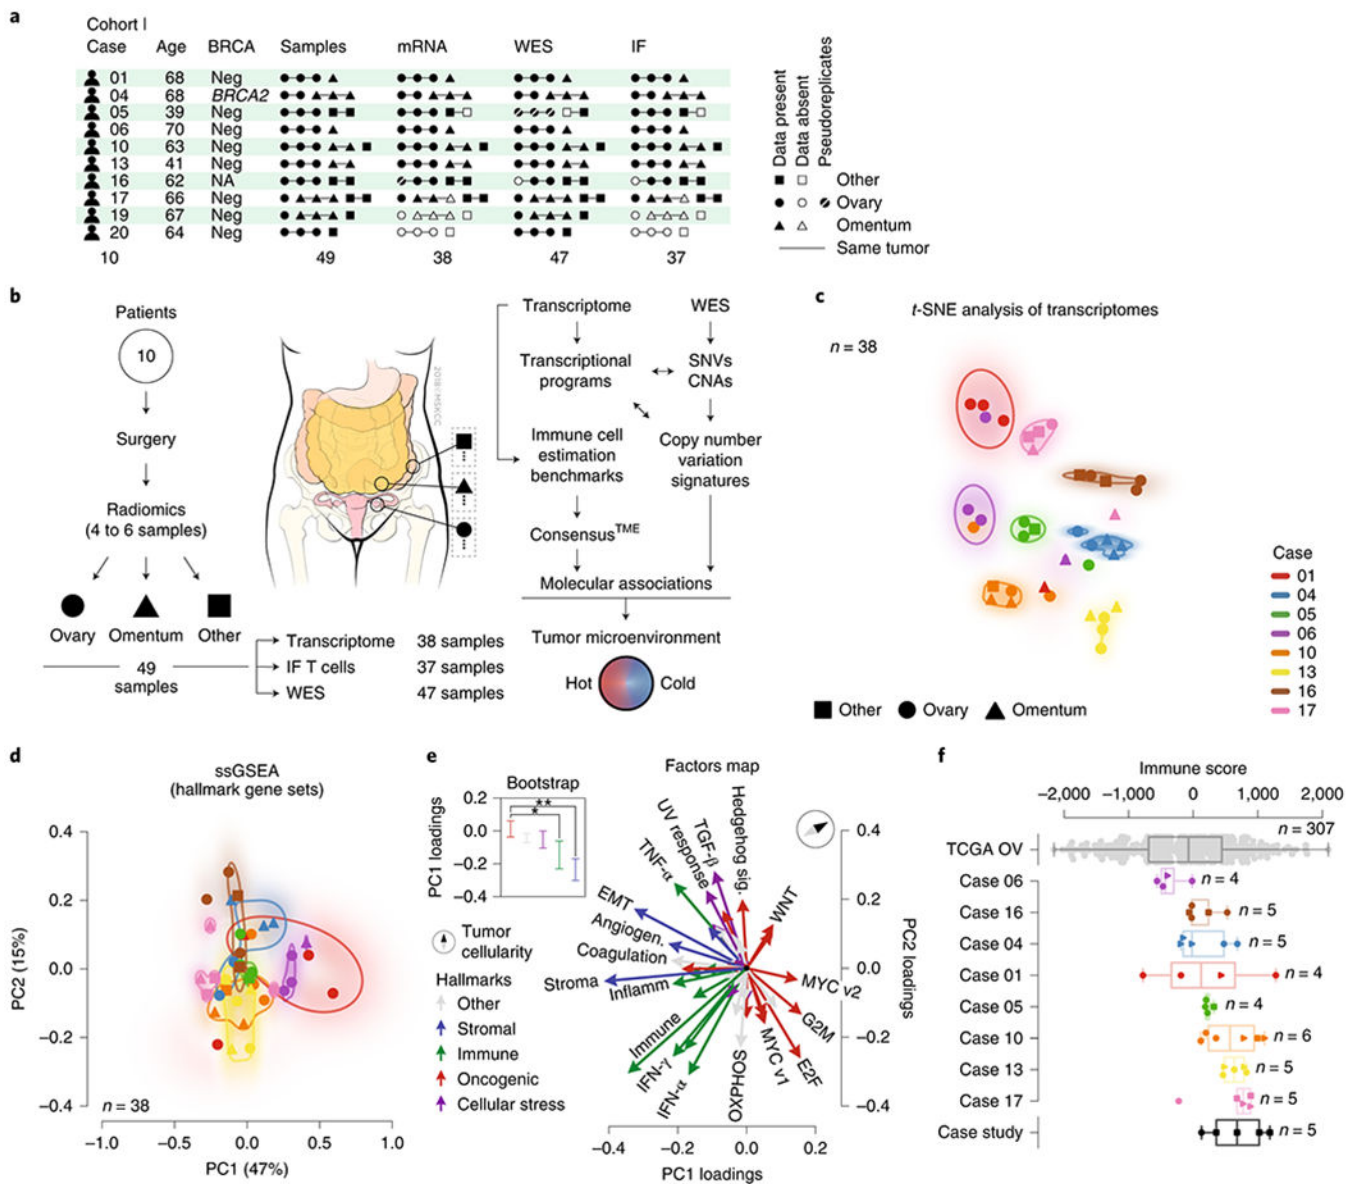 a
Cohort I
Case Age BRCA Samples mRNA WES IF
01 68 Neg
04 68 BRCA2
05 39 Neg
06 70 Neg
10 63 Neg
13 41 Neg
16 62 NA
17 66 Neg
19 67 Neg
20 64 Neg
10 49 38 47 37
Data present
Data absent
Pseudoreplicates
Other
Ovary
Omentum
Same tumor
b
Patients
10
Surgery
Radiomics
(4 to 6 samples)
Ovary Omentum Other
49
samples
Transcriptome 38 samples
IF T cells 37 samples
WES 47 samples
2018©MSKCC
Transcriptome WES
Transcriptional
programs
SNVs
CNAs
Immune cell
estimation
benchmarks
Copy number
variation
signatures
ConsensusTME
Molecular associations
Tumor microenvironment
Hot Cold
c
t-SNE analysis of transcriptomes
n = 38
Case
01
04
05
06
10
13
16
17
Other Ovary Omentum
d
ssGSEA
(hallmark gene sets)
PC2 (15%)
0.4
0.2
0.0
−0.2
−0.4
n = 38
−1.0 −0.5 0.0 0.5 1.0
PC1 (47%)
e
Bootstrap
PC1 loadings
0.2
0.0
−0.2
−0.4
**
*
Tumor
cellularity
Hallmarks
Other
Stromal
Immune
Oncogenic
Cellular stress
Factors map
Hedgehog sig.
TGF-β
UV response
TNF-α
EMT
Angiogen.
Coagulation
Stroma
Inflamm
Immune
IFN-γ
IFN-α
OXPHOS
MYC v1
E2F
G2M
MYC v2
WNT
0.4
0.2
0.0
−0.2
−0.4
PC2 loadings
−0.4 −0.2 0.0 0.2
PC1 loadings
f
Immune score
−2,000 −1,000 0 1,000 2,000
n = 307
TCGA OV
Case 06 n = 4
Case 16 n = 5
Case 04 n = 5
Case 01 n = 4
Case 05 n = 4
Case 10 n = 6
Case 13 n = 5
Case 17 n = 5
Case study n = 5